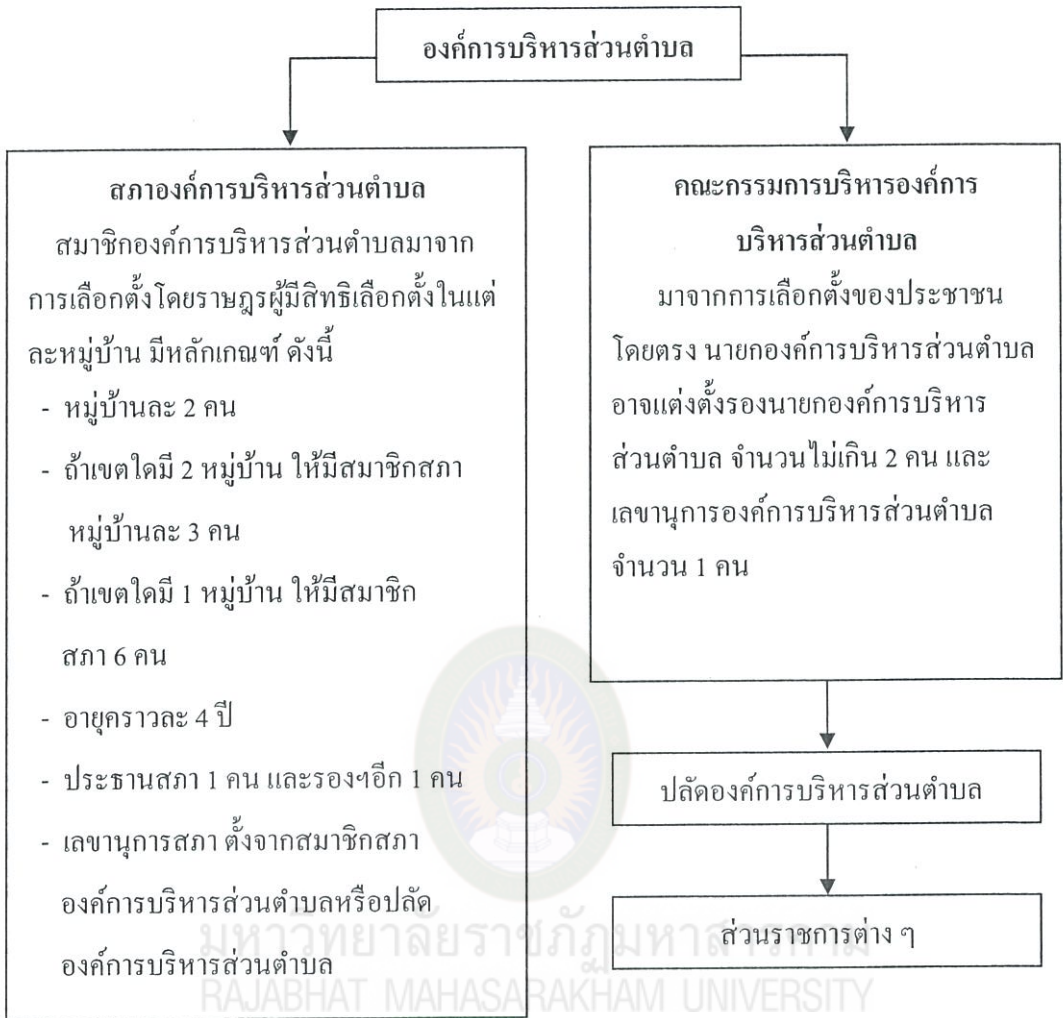 องค์การบริหารส่วนตำบล
สภาองค์การบริหารส่วนตำบล
สมาชิกองค์การบริหารส่วนตำบลมาจาก
การเลือกตั้งโดยราษฎรผู้มีสิทธิเลือกตั้งในแต่
ละหมู่บ้าน มีหลักเกณฑ์ ดังนี้
- หมู่บ้านละ 2 คน
- ถ้าเขตใดมี 2 หมู่บ้าน ให้มีสมาชิกสภา
หมู่บ้านละ 3 คน
- ถ้าเขตใดมี 1 หมู่บ้าน ให้มีสมาชิก
สภา 6 คน
- อายุคราวละ 4 ปี
- ประธานสภา 1 คน และรองฯอีก 1 คน
- เลขานุการสภา ตั้งจากสมาชิกสภา
องค์การบริหารส่วนตำบลหรือปลัด
องค์การบริหารส่วนตำบล
คณะกรรมการบริหารองค์การ
บริหารส่วนตำบล
มาจากการเลือกตั้งของประชาชน
โดยตรง นายกองค์การบริหารส่วนตำบล
อาจแต่งตั้งรองนายกองค์การบริหาร
ส่วนตำบล จำนวนไม่เกิน 2 คน และ
เลขานุการองค์การบริหารส่วนตำบล
จำนวน 1 คน
ปลัดองค์การบริหารส่วนตำบล
ส่วนราชการต่าง ๆ
มหาวิทยาลัยราชภัฏมหาสารคาม
RAJABHAT MAHASARAKHAM UNIVERSITY